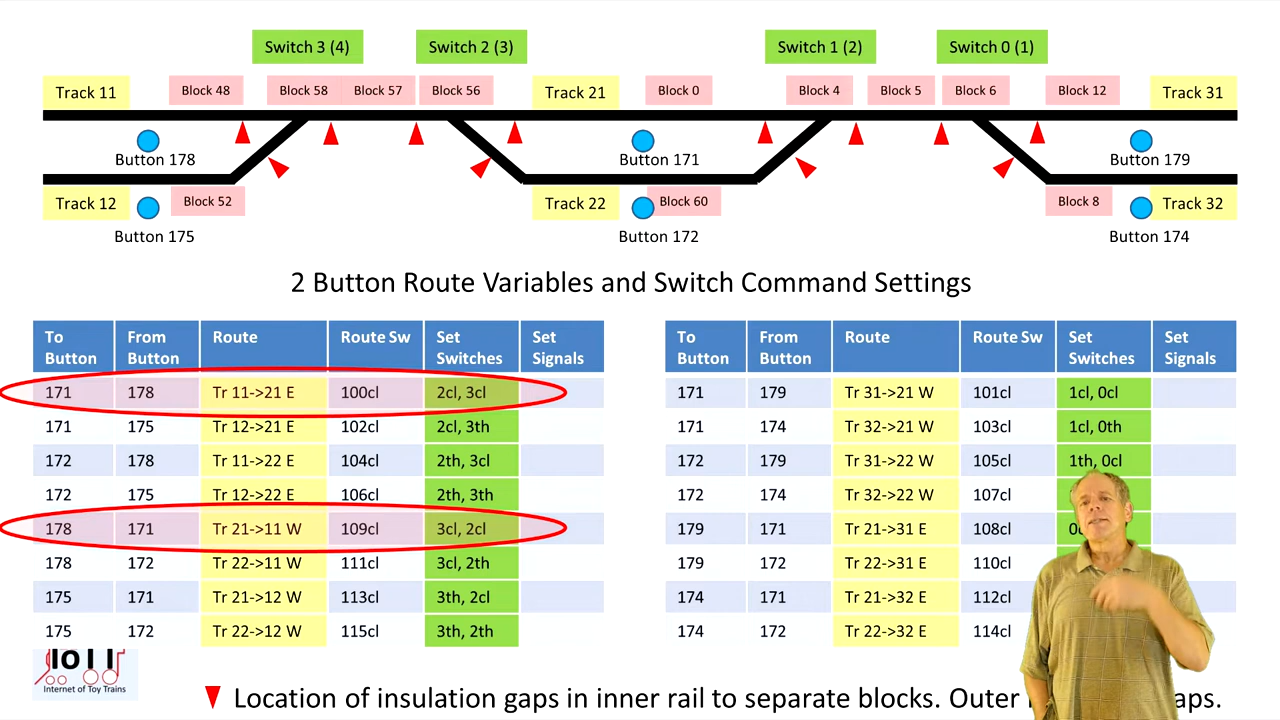 Switch 3 (4) Switch 2 (3) Switch 1 (2) Switch 0 (1)
Track 11 Block 48 Block 58 Block 57 Block 56 Track 21 Block 0 Block 4 Block 5 Block 6 Block 12 Track 31
Button 178 Button 171 Button 179
Track 12 Block 52 Track 22 Block 60 Block 8 Track 32
Button 175 Button 172 Button 174
2 Button Route Variables and Switch Command Settings
To Button From Button Route Route Sw Set Switches Set Signals
171 178 Tr 11->21 E 100cl 2cl, 3cl
171 175 Tr 12->21 E 102cl 2cl, 3th
172 178 Tr 11->22 E 104cl 2th, 3cl
172 175 Tr 12->22 E 106cl 2th, 3th
178 171 Tr 21->11 W 109cl 3cl, 2cl
178 172 Tr 22->11 W 111cl 3cl, 2th
175 171 Tr 21->12 W 113cl 3th, 2cl
175 172 Tr 22->12 W 115cl 3th, 2th
To Button From Button Route Route Sw Set Switches Set Signals
171 179 Tr 31->21 W 101cl 1cl, 0cl
171 174 Tr 32->21 W 103cl 1cl, 0th
172 179 Tr 31->22 W 105cl 1th, 0cl
172 174 Tr 32->22 W 107cl
179 171 Tr 21->31 E 108cl
179 172 Tr 22->31 E 110cl
174 171 Tr 21->32 E 112cl
174 172 Tr 22->32 E 114cl
IoTT
Internet of Toy Trains
Location of insulation gaps in inner rail to separate blocks. Outer